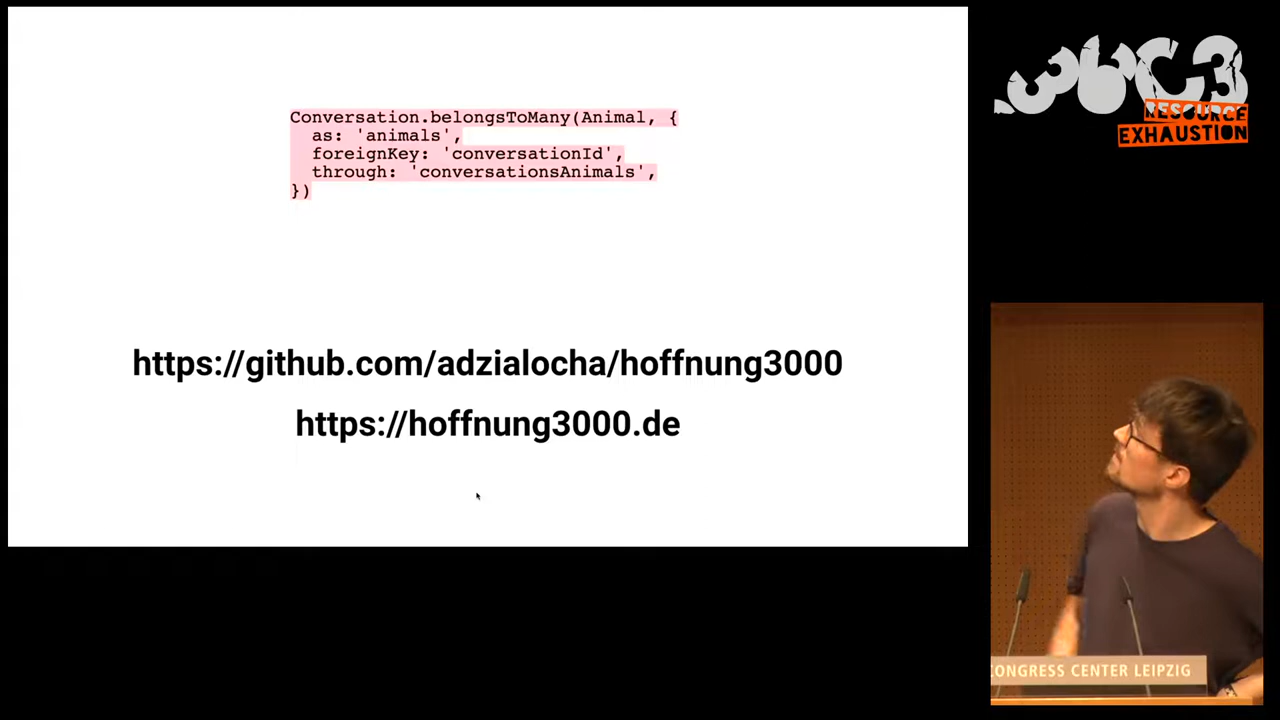 Conversation.belongsToMany(Animal, {
as: 'animals',
foreignKey: 'conversationId',
through: 'conversationsAnimals',
})
https://github.com/adzialocha/hoffnung3000
https://hoffnung3000.de
36C3
RESOURCE
EXHAUSTION
CONGRESS CENTER LEIPZIG